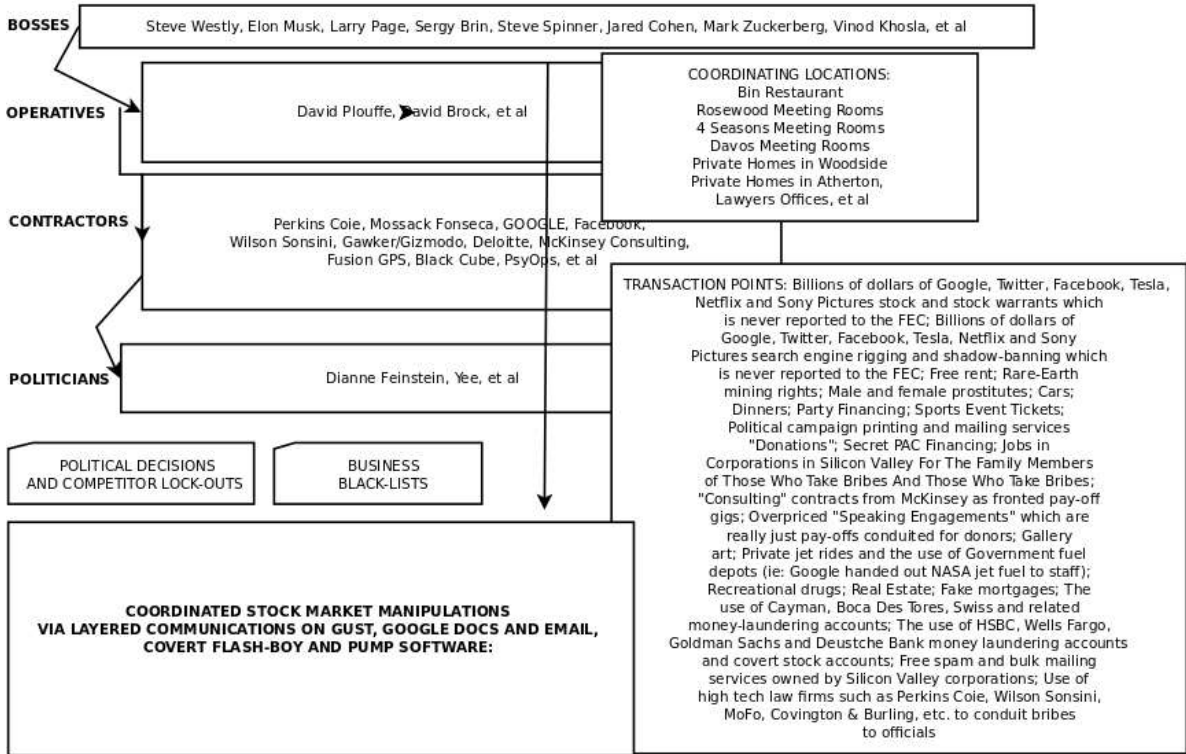 BOSSES
Steve Westly, Elon Musk, Larry Page, Sergy Brin, Steve Spinner, Jared Cohen, Mark Zuckerberg, Vinod Khosla, et al
OPERATIVES
David Plouffe, David Brock, et al
COORDINATING LOCATIONS:
Bin Restaurant
Rosewood Meeting Rooms
4 Seasons Meeting Rooms
Davos Meeting Rooms
Private Homes in Woodside
Private Homes in Atherton,
Lawyers Offices, et al
CONTRACTORS
Perkins Coie, Mossack Fonseca, GOOGLE, Facebook,
Wilson Sonsini, Gawker/Gizmodo, Deloitte, McKinsey Consulting,
Fusion GPS, Black Cube, PsyOps, et al
TRANSACTION POINTS: Billions of dollars of Google, Twitter, Facebook, Tesla,
Netflix and Sony Pictures stock and stock warrants which
is never reported to the FEC; Billions of dollars of
Google, Twitter, Facebook, Tesla, Netflix and Sony
Pictures search engine rigging and shadow-banning which
is never reported to the FEC; Free rent; Rare-Earth
mining rights; Male and female prostitutes; Cars;
Dinners; Party Financing; Sports Event Tickets;
Political campaign printing and mailing services
"Donations"; Secret PAC Financing; Jobs in
Corporations in Silicon Valley For The Family Members
of Those Who Take Bribes And Those Who Take Bribes;
"Consulting" contracts from McKinsey as fronted pay-off
gigs; Overpriced "Speaking Engagements" which are
really just pay-offs conduited for donors; Gallery
art; Private jet rides and the use of Government fuel
depots (ie: Google handed out NASA jet fuel to staff);
Recreational drugs; Real Estate; Fake mortgages; The
use of Cayman, Boca Des Tores, Swiss and related
money-laundering accounts; The use of HSBC, Wells Fargo,
Goldman Sachs and Deustche Bank money laundering accounts
and covert stock accounts; Free spam and bulk mailing
services owned by Silicon Valley corporations; Use of
high tech law firms such as Perkins Coie, Wilson Sonsini,
MoFo, Covington & Burling, etc. to conduit bribes
to officials
POLITICIANS
Dianne Feinstein, Yee, et al
POLITICAL DECISIONS
AND COMPETITOR LOCK-OUTS
BUSINESS
BLACK-LISTS
COORDINATED STOCK MARKET MANIPULATIONS
VIA LAYERED COMMUNICATIONS ON GUST, GOOGLE DOCS AND EMAIL,
COVERT FLASH-BOY AND PUMP SOFTWARE: